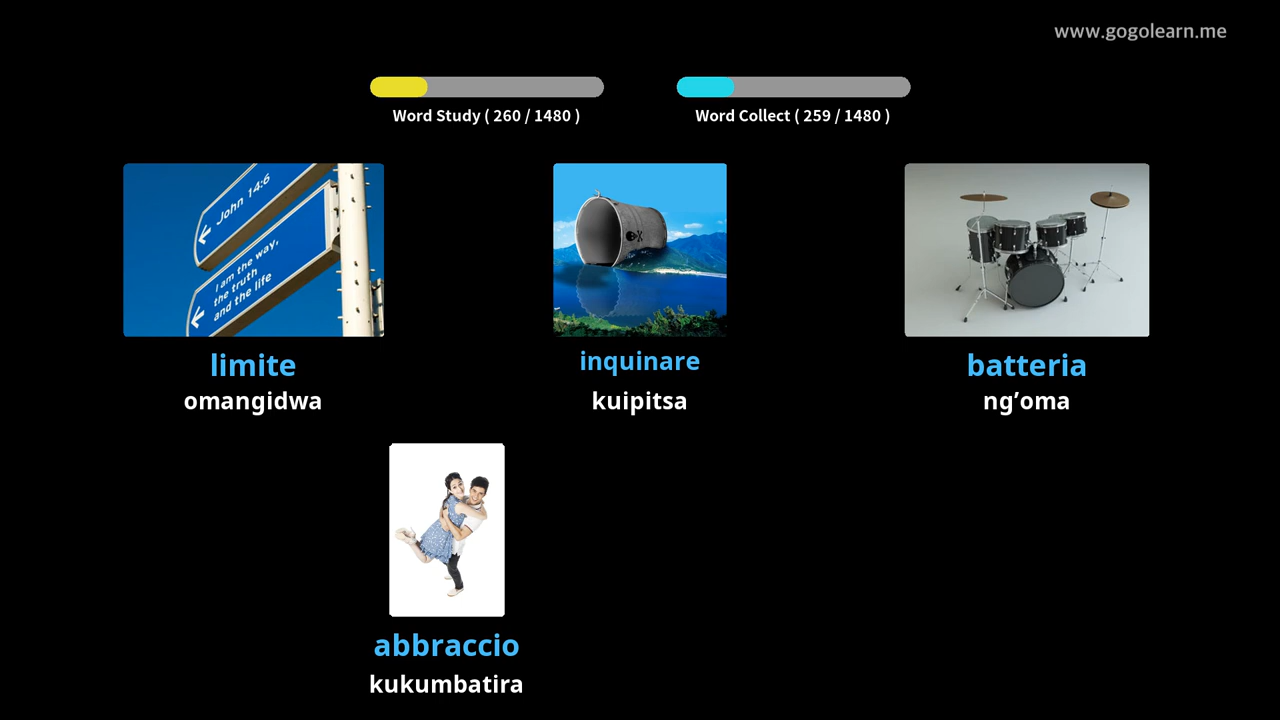 www.gogolearn.me
Word Study ( 260 / 1480 )
Word Collect ( 259 / 1480 )
John 14:6
I am the way,
the truth
and the life
limite
inquinare
batteria
omangidwa
kuipitsa
ng’oma
abbraccio
kukumbatira